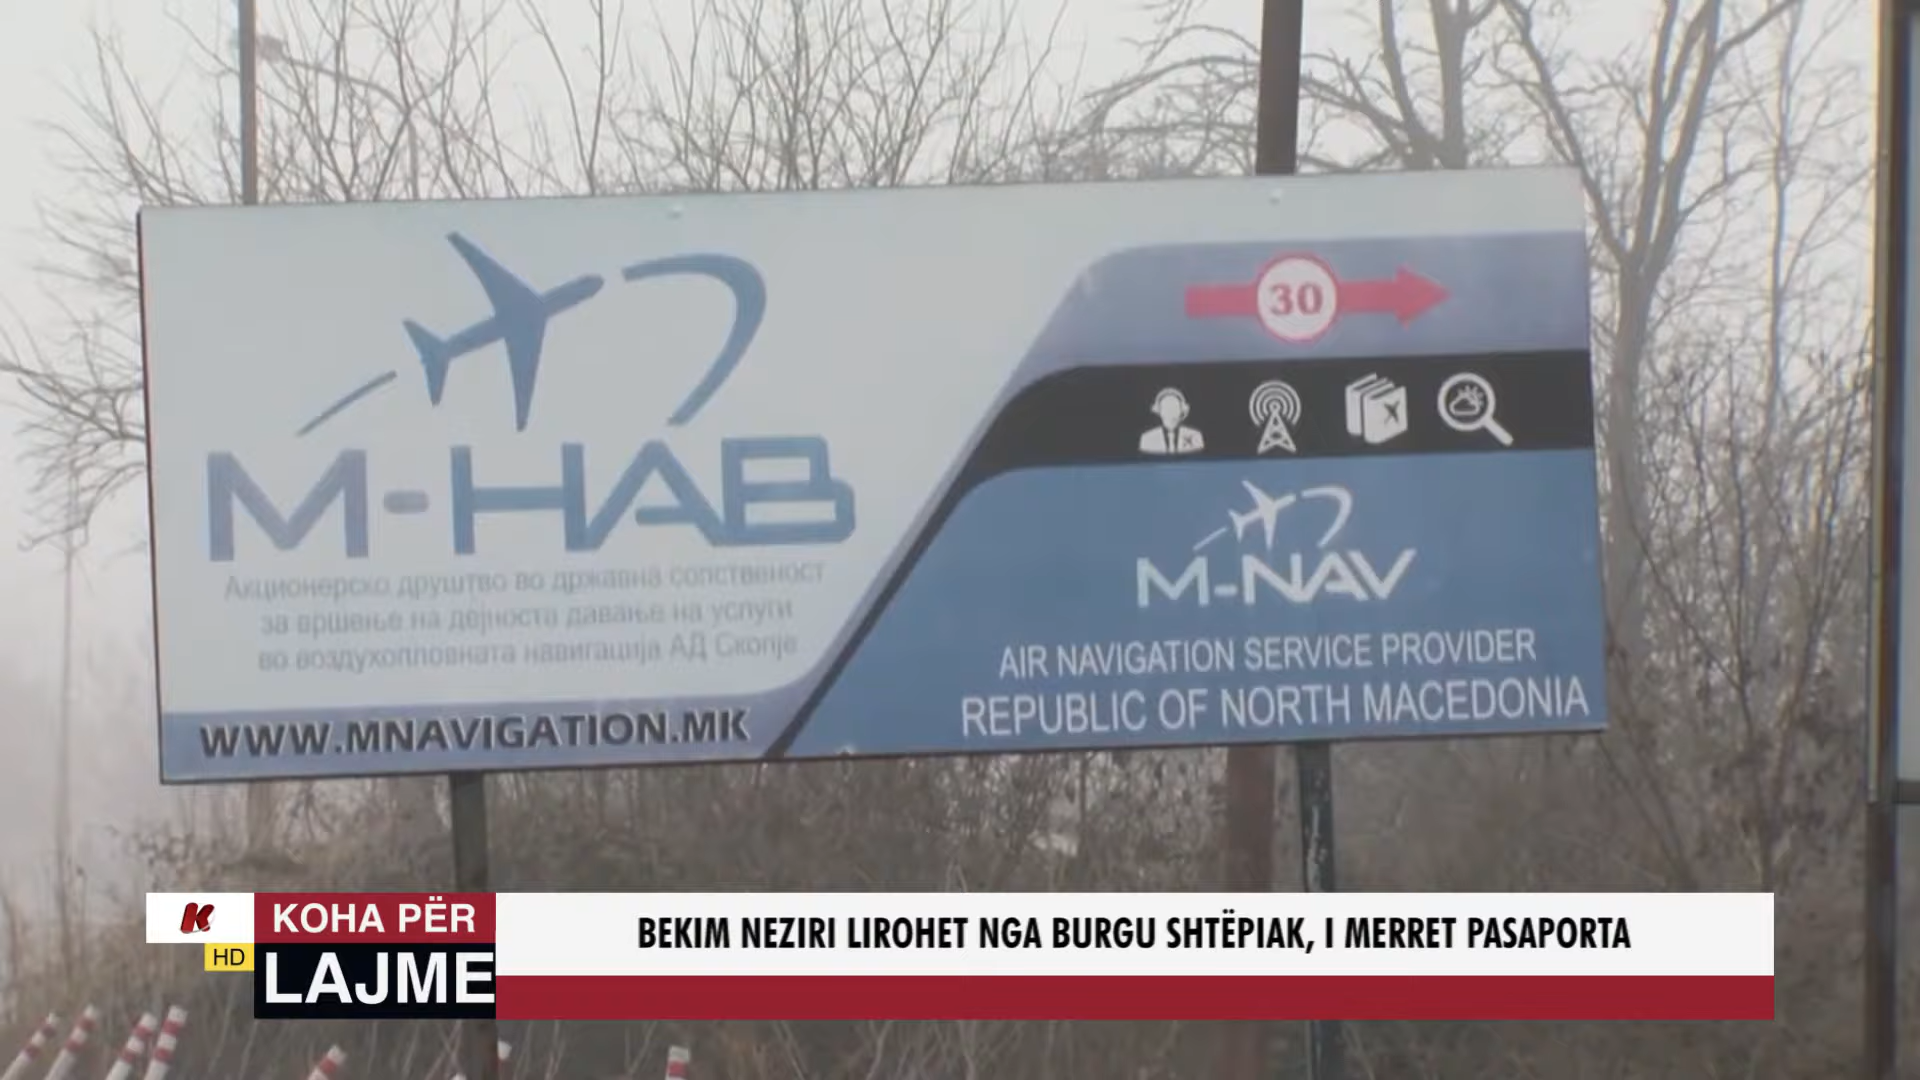 30
М-НАВ
Акционерско друштво во државна сопственост
за вршење на дејноста давање на услуги
во воздухопловната навигација АД Скопје
WWW.MNAVIGATION.MK
M-NAV
AIR NAVIGATION SERVICE PROVIDER
REPUBLIC OF NORTH MACEDONIA
K
HD
KOHA PËR
LAJME
BEKIM NEZIRI LIROHET NGA BURGU SHTËPIAK, I MERRET PASAPORTA